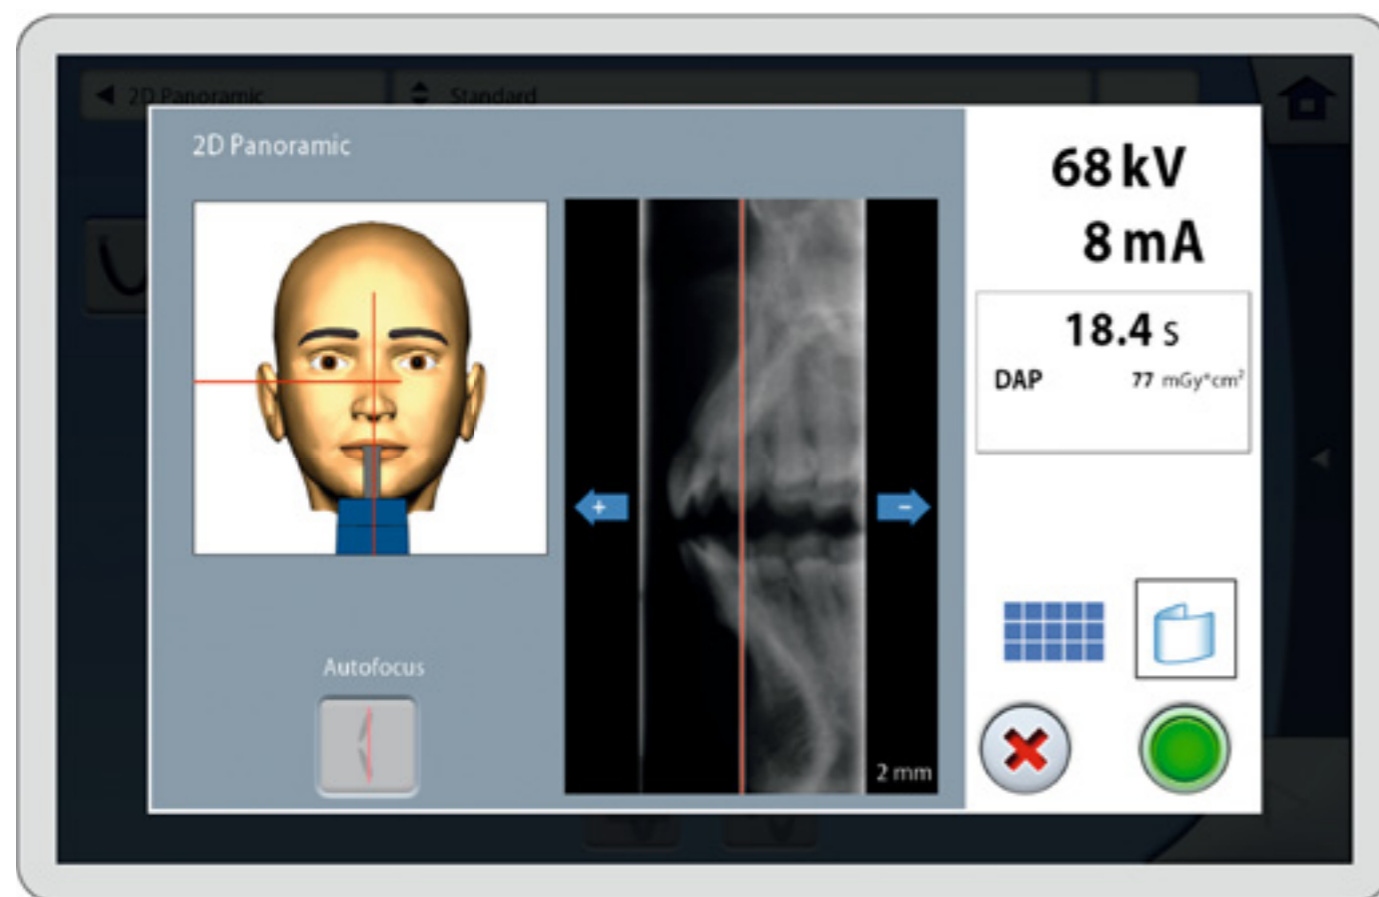 2D Panoramic
Standard
2D Panoramic
68 kV
8 mA
18.4 s
DAP 77 mGy*cm²
+
-
Autofocus
2 mm